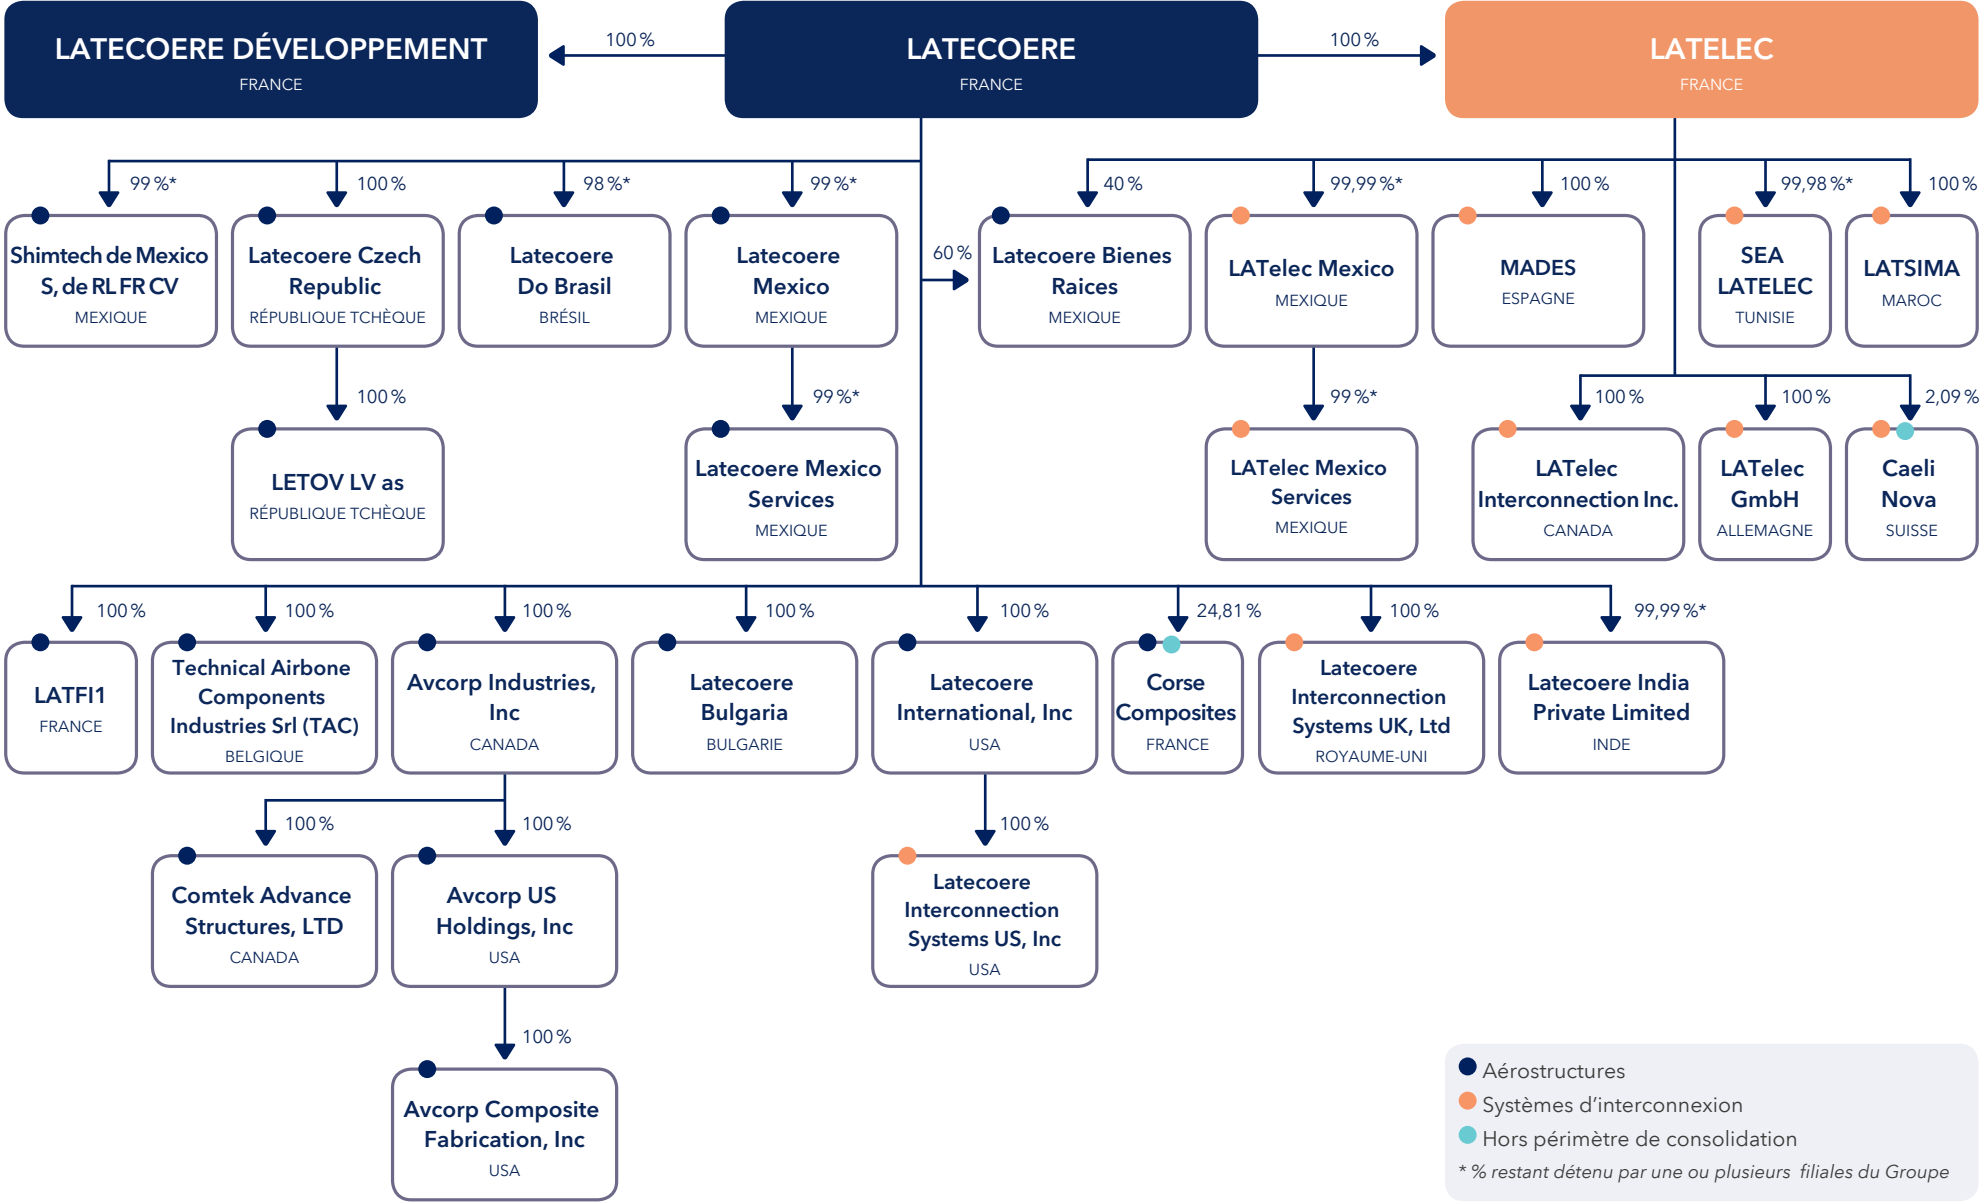 LATECOERE DÉVELOPPEMENT
FRANCE
100 %
LATECOERE
FRANCE
100 %
LATELEC
FRANCE
99 %*
100 %
98 %*
99 %*
40 %
99,99 %*
100 %
99,98 %*
100 %
60 %
Shimtech de Mexico
S, de RL FR CV
MEXIQUE
Latecoere Czech
Republic
RÉPUBLIQUE TCHÈQUE
Latecoere
Do Brasil
BRÉSIL
Latecoere
Mexico
MEXIQUE
Latecoere Bienes
Raices
MEXIQUE
LATelec Mexico
MEXIQUE
MADES
ESPAGNE
SEA
LATELEC
TUNISIE
LATSIMA
MAROC
100 %
99 %*
99 %*
100 %
100 %
2,09 %
LETOV LV as
RÉPUBLIQUE TCHÈQUE
Latecoere Mexico
Services
MEXIQUE
LATelec Mexico
Services
MEXIQUE
LATelec
Interconnection Inc.
CANADA
LATelec
GmbH
ALLEMAGNE
Caeli
Nova
SUISSE
100 %
100 %
100 %
100 %
100 %
24,81 %
100 %
99,99 %*
LATFI1
FRANCE
Technical Airbone
Components
Industries Srl (TAC)
BELGIQUE
Avcorp Industries,
Inc
CANADA
Latecoere
Bulgaria
BULGARIE
Latecoere
International, Inc
USA
Corse
Composites
FRANCE
Latecoere
Interconnection
Systems UK, Ltd
ROYAUME-UNI
Latecoere India
Private Limited
INDE
100 %
100 %
100 %
Comtek Advance
Structures, LTD
CANADA
Avcorp US
Holdings, Inc
USA
Latecoere
Interconnection
Systems US, Inc
USA
100 %
Avcorp Composite
Fabrication, Inc
USA
Aérostructures
Systèmes d’interconnexion
Hors périmètre de consolidation
* % restant détenu par une ou plusieurs filiales du Groupe